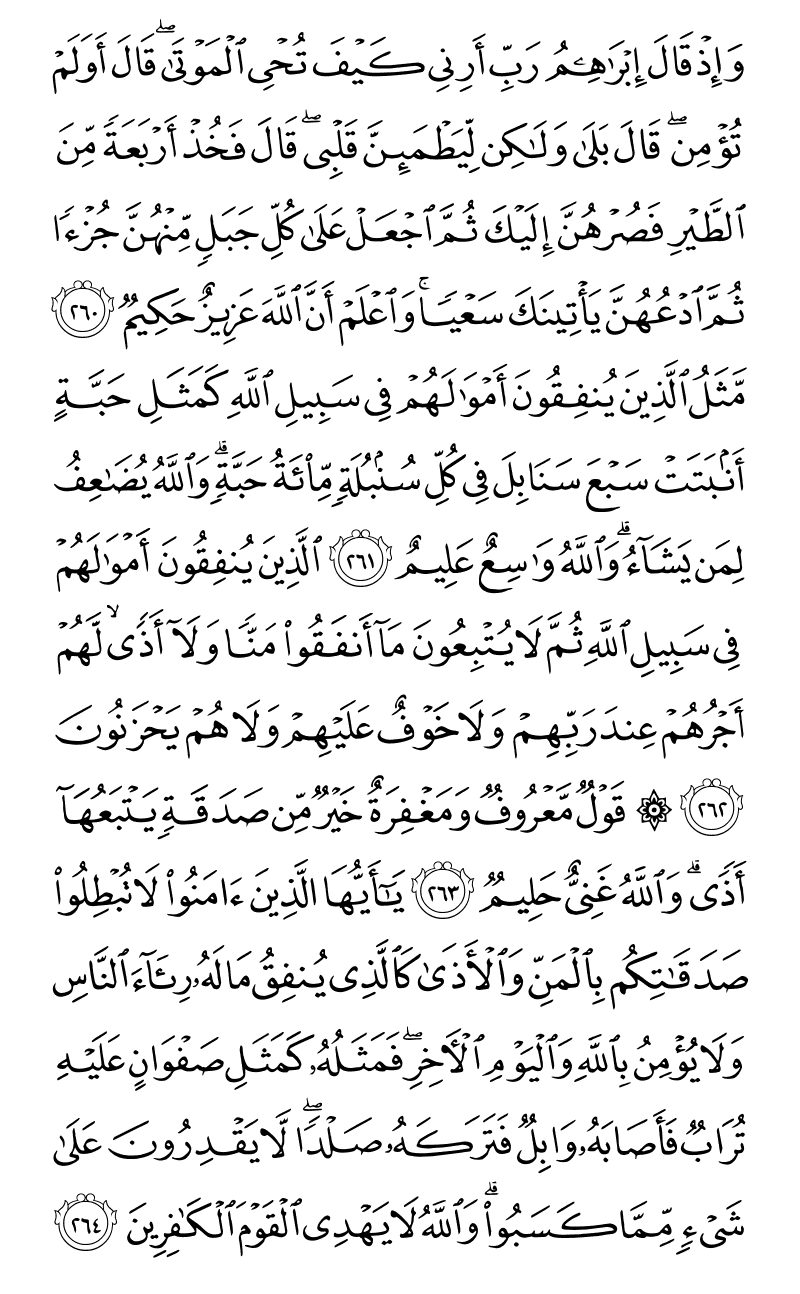 وَإِذْ قَالَ إِبْرَٰهِـۧمُ رَبِّ أَرِنِى كَيْفَ تُحْىِ ٱلْمَوْتَىٰ ۖ قَالَ أَوَلَمْ
تُؤْمِن ۖ قَالَ بَلَىٰ وَلَـٰكِن لِّيَطْمَئِنَّ قَلْبِى ۖ قَالَ فَخُذْ أَرْبَعَةً مِّنَ
ٱلطَّيْرِ فَصُرْهُنَّ إِلَيْكَ ثُمَّ ٱجْعَلْ عَلَىٰ كُلِّ جَبَلٍ مِّنْهُنَّ جُزْءًا
ثُمَّ ٱدْعُهُنَّ يَأْتِينَكَ سَعْيًا ۚ وَٱعْلَمْ أَنَّ ٱللَّهَ عَزِيزٌ حَكِيمٌ ٢٦٠
مَّثَلُ ٱلَّذِينَ يُنفِقُونَ أَمْوَٰلَهُمْ فِى سَبِيلِ ٱللَّهِ كَمَثَلِ حَبَّةٍ
أَنۢبَتَتْ سَبْعَ سَنَابِلَ فِى كُلِّ سُنۢبُلَةٍ مِّا۟ئَةُ حَبَّةٍ ۗ وَٱللَّهُ يُضَـٰعِفُ
لِمَن يَشَآءُ ۗ وَٱللَّهُ وَٰسِعٌ عَلِيمٌ ٢٦١ ٱلَّذِينَ يُنفِقُونَ أَمْوَٰلَهُمْ
فِى سَبِيلِ ٱللَّهِ ثُمَّ لَا يُتْبِعُونَ مَآ أَنفَقُوا۟ مَنًّا وَلَآ أَذًى ۙ لَّهُمْ
أَجْرُهُمْ عِندَ رَبِّهِمْ وَلَا خَوْفٌ عَلَيْهِمْ وَلَا هُمْ يَحْزَنُونَ
٢٦٢ ۞ قَوْلٌ مَّعْرُوفٌ وَمَغْفِرَةٌ خَيْرٌ مِّن صَدَقَةٍ يَتْبَعُهَآ
أَذًى ۗ وَٱللَّهُ غَنِىٌّ حَلِيمٌ ٢٦٣ يَـٰٓأَيُّهَا ٱلَّذِينَ ءَامَنُوا۟ لَا تُبْطِلُوا۟
صَدَقَـٰتِكُم بِٱلْمَنِّ وَٱلْأَذَىٰ كَٱلَّذِى يُنفِقُ مَالَهُۥ رِئَآءَ ٱلنَّاسِ
وَلَا يُؤْمِنُ بِٱللَّهِ وَٱلْيَوْمِ ٱلْـَٔاخِرِ ۖ فَمَثَلُهُۥ كَمَثَلِ صَفْوَانٍ عَلَيْهِ
تُرَابٌ فَأَصَابَهُۥ وَابِلٌ فَتَرَكَهُۥ صَلْدًا ۖ لَّا يَقْدِرُونَ عَلَىٰ
شَىْءٍ مِّمَّا كَسَبُوا۟ ۗ وَٱللَّهُ لَا يَهْدِى ٱلْقَوْمَ ٱلْكَـٰفِرِينَ ٢٦٤